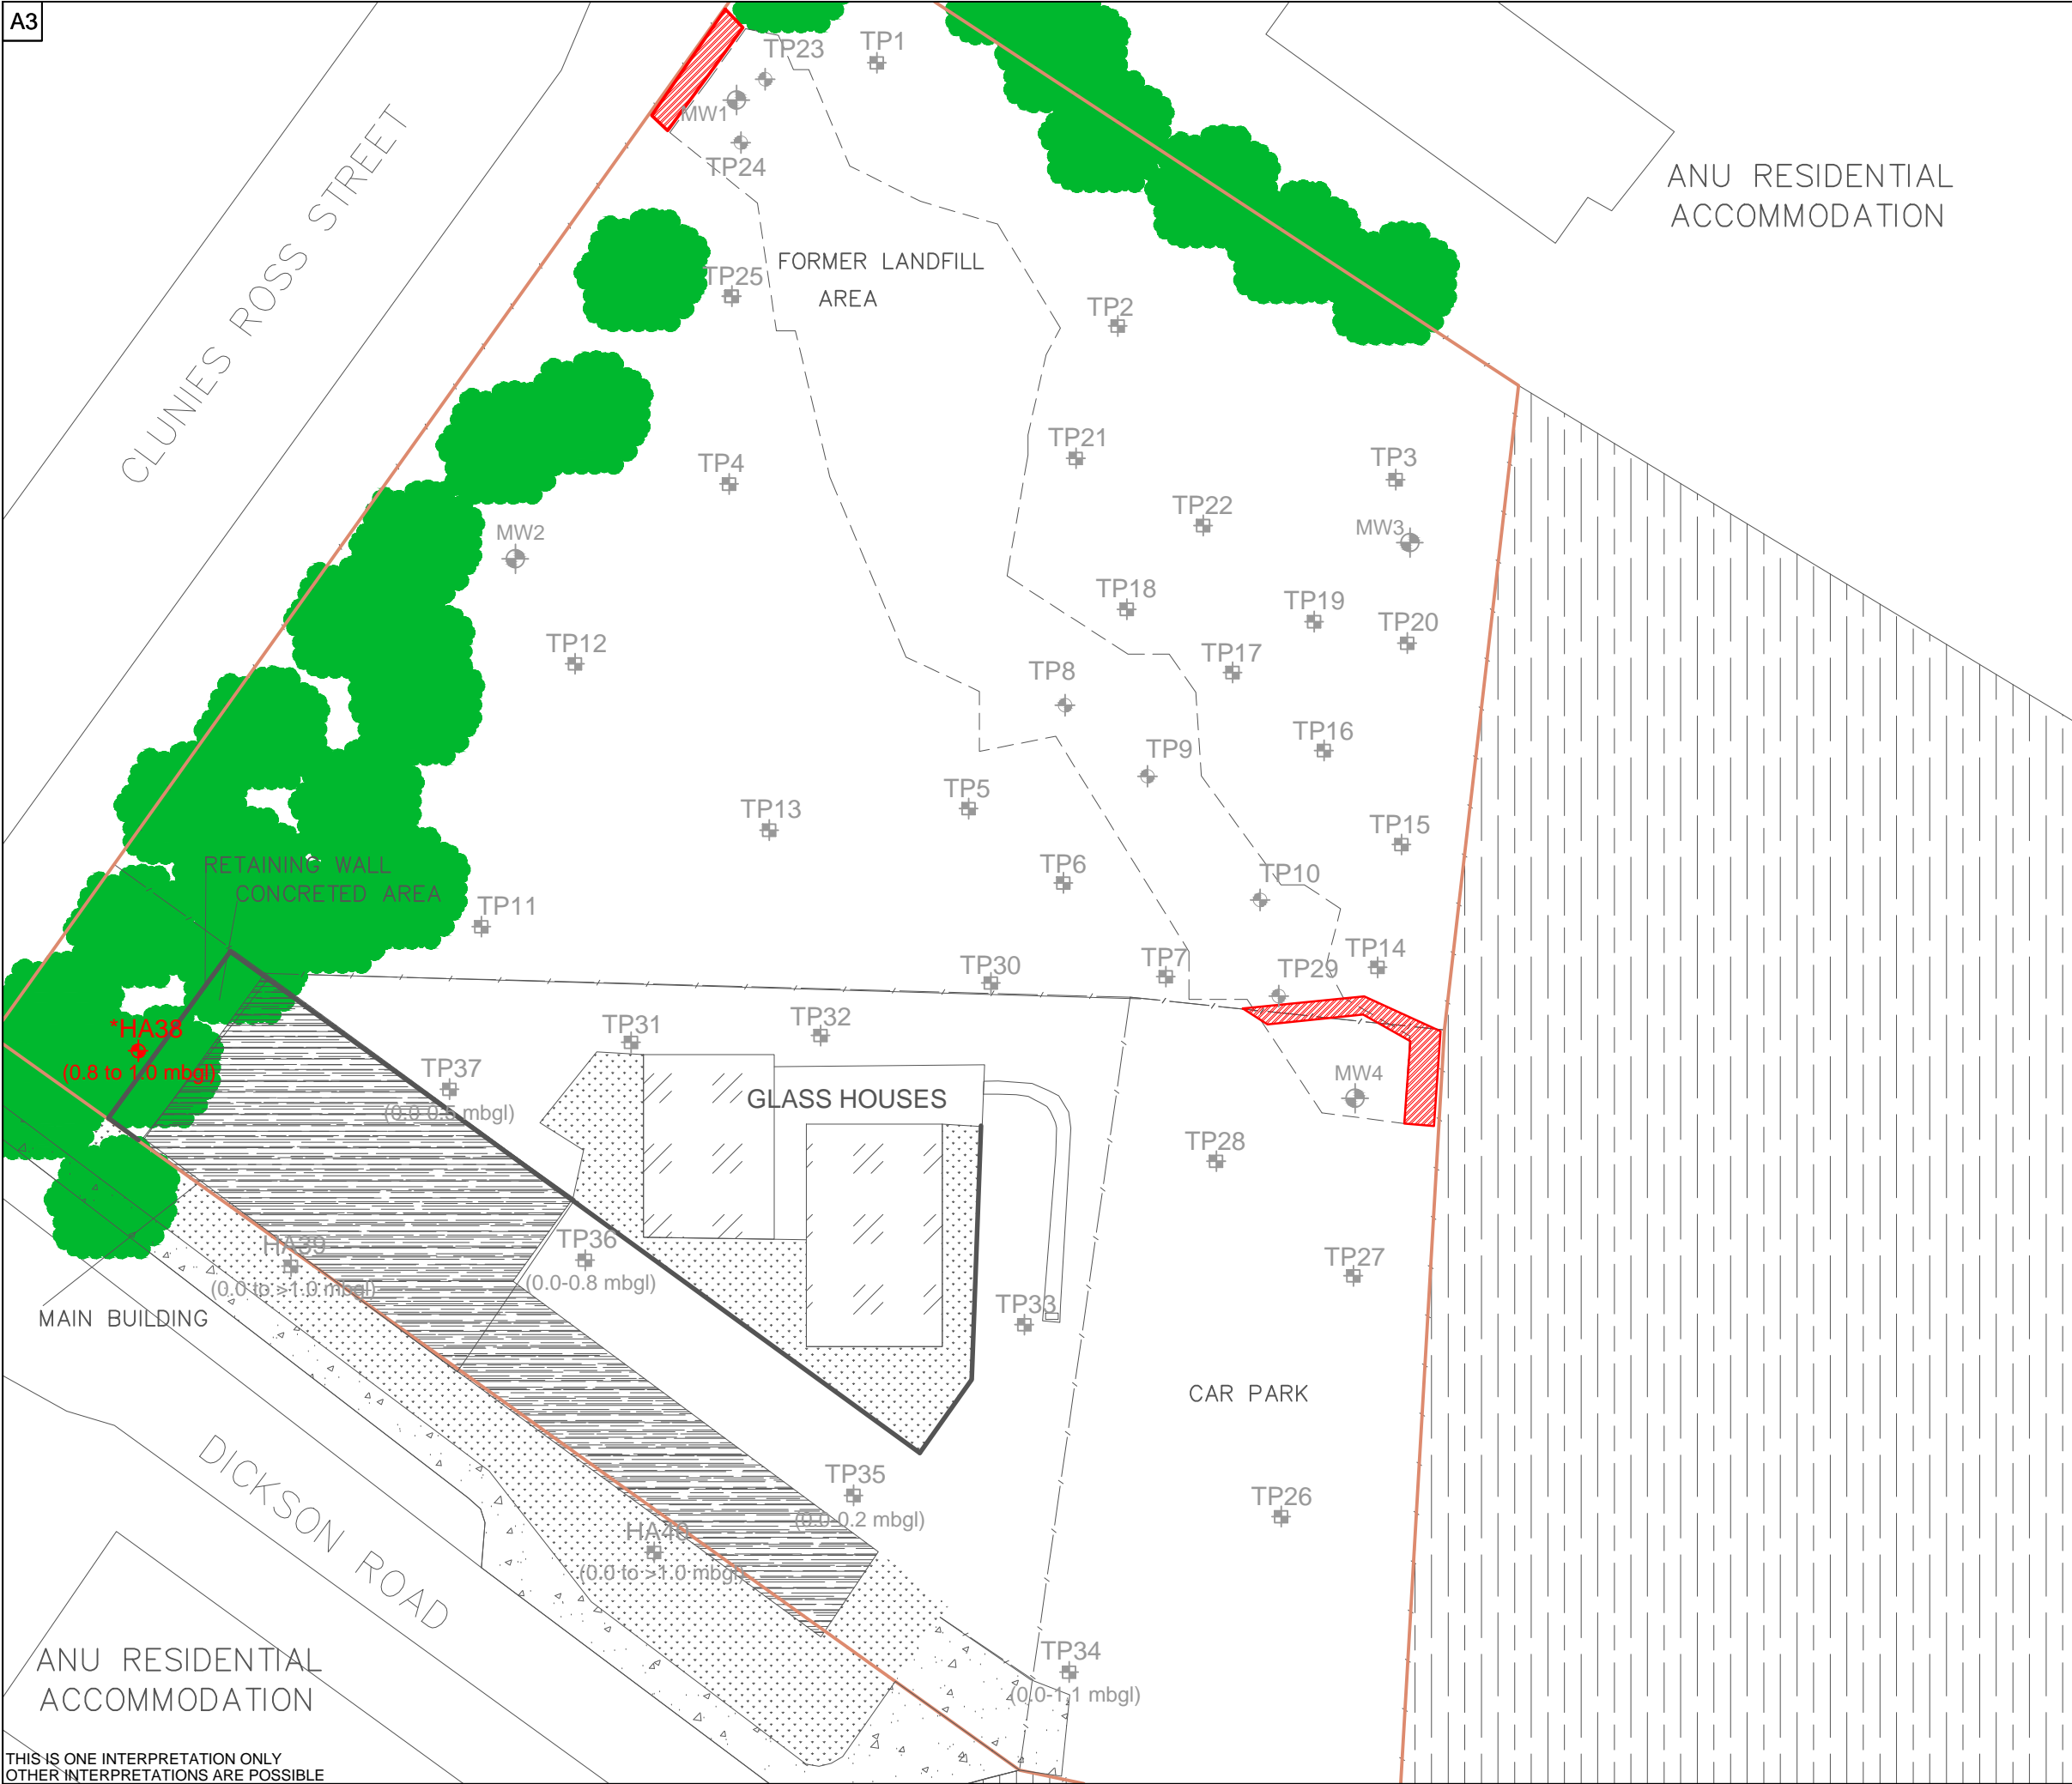 A3
TP23
TP1
MW1
TP24
ANU RESIDENTIAL
ACCOMMODATION
CLUNIES ROSS STREET
FORMER LANDFILL
AREA
TP25
TP2
TP21
TP3
TP4
TP22
MW2
MW3
TP18
TP19
TP20
TP12
TP17
TP8
TP9
TP16
TP5
TP13
TP15
RETAINING WALL
CONCRETED AREA
TP6
TP10
TP11
TP30
TP7
TP29
TP14
*HA38
(0.8 to 1.0 mbgl)
TP31
TP32
TP37
(0.0-0.5 mbgl)
GLASS HOUSES
MW4
TP28
HA39
(0.0 to >1.0 mbgl)
TP36
(0.0-0.8 mbgl)
TP27
MAIN BUILDING
TP33
CAR PARK
DICKSON ROAD
TP35
(0.0-0.2 mbgl)
TP26
HA40
(0.0 to >1.0 mbgl)
TP34
(0.0-1.1 mbgl)
ANU RESIDENTIAL
ACCOMMODATION
THIS IS ONE INTERPRETATION ONLY
OTHER INTERPRETATIONS ARE POSSIBLE